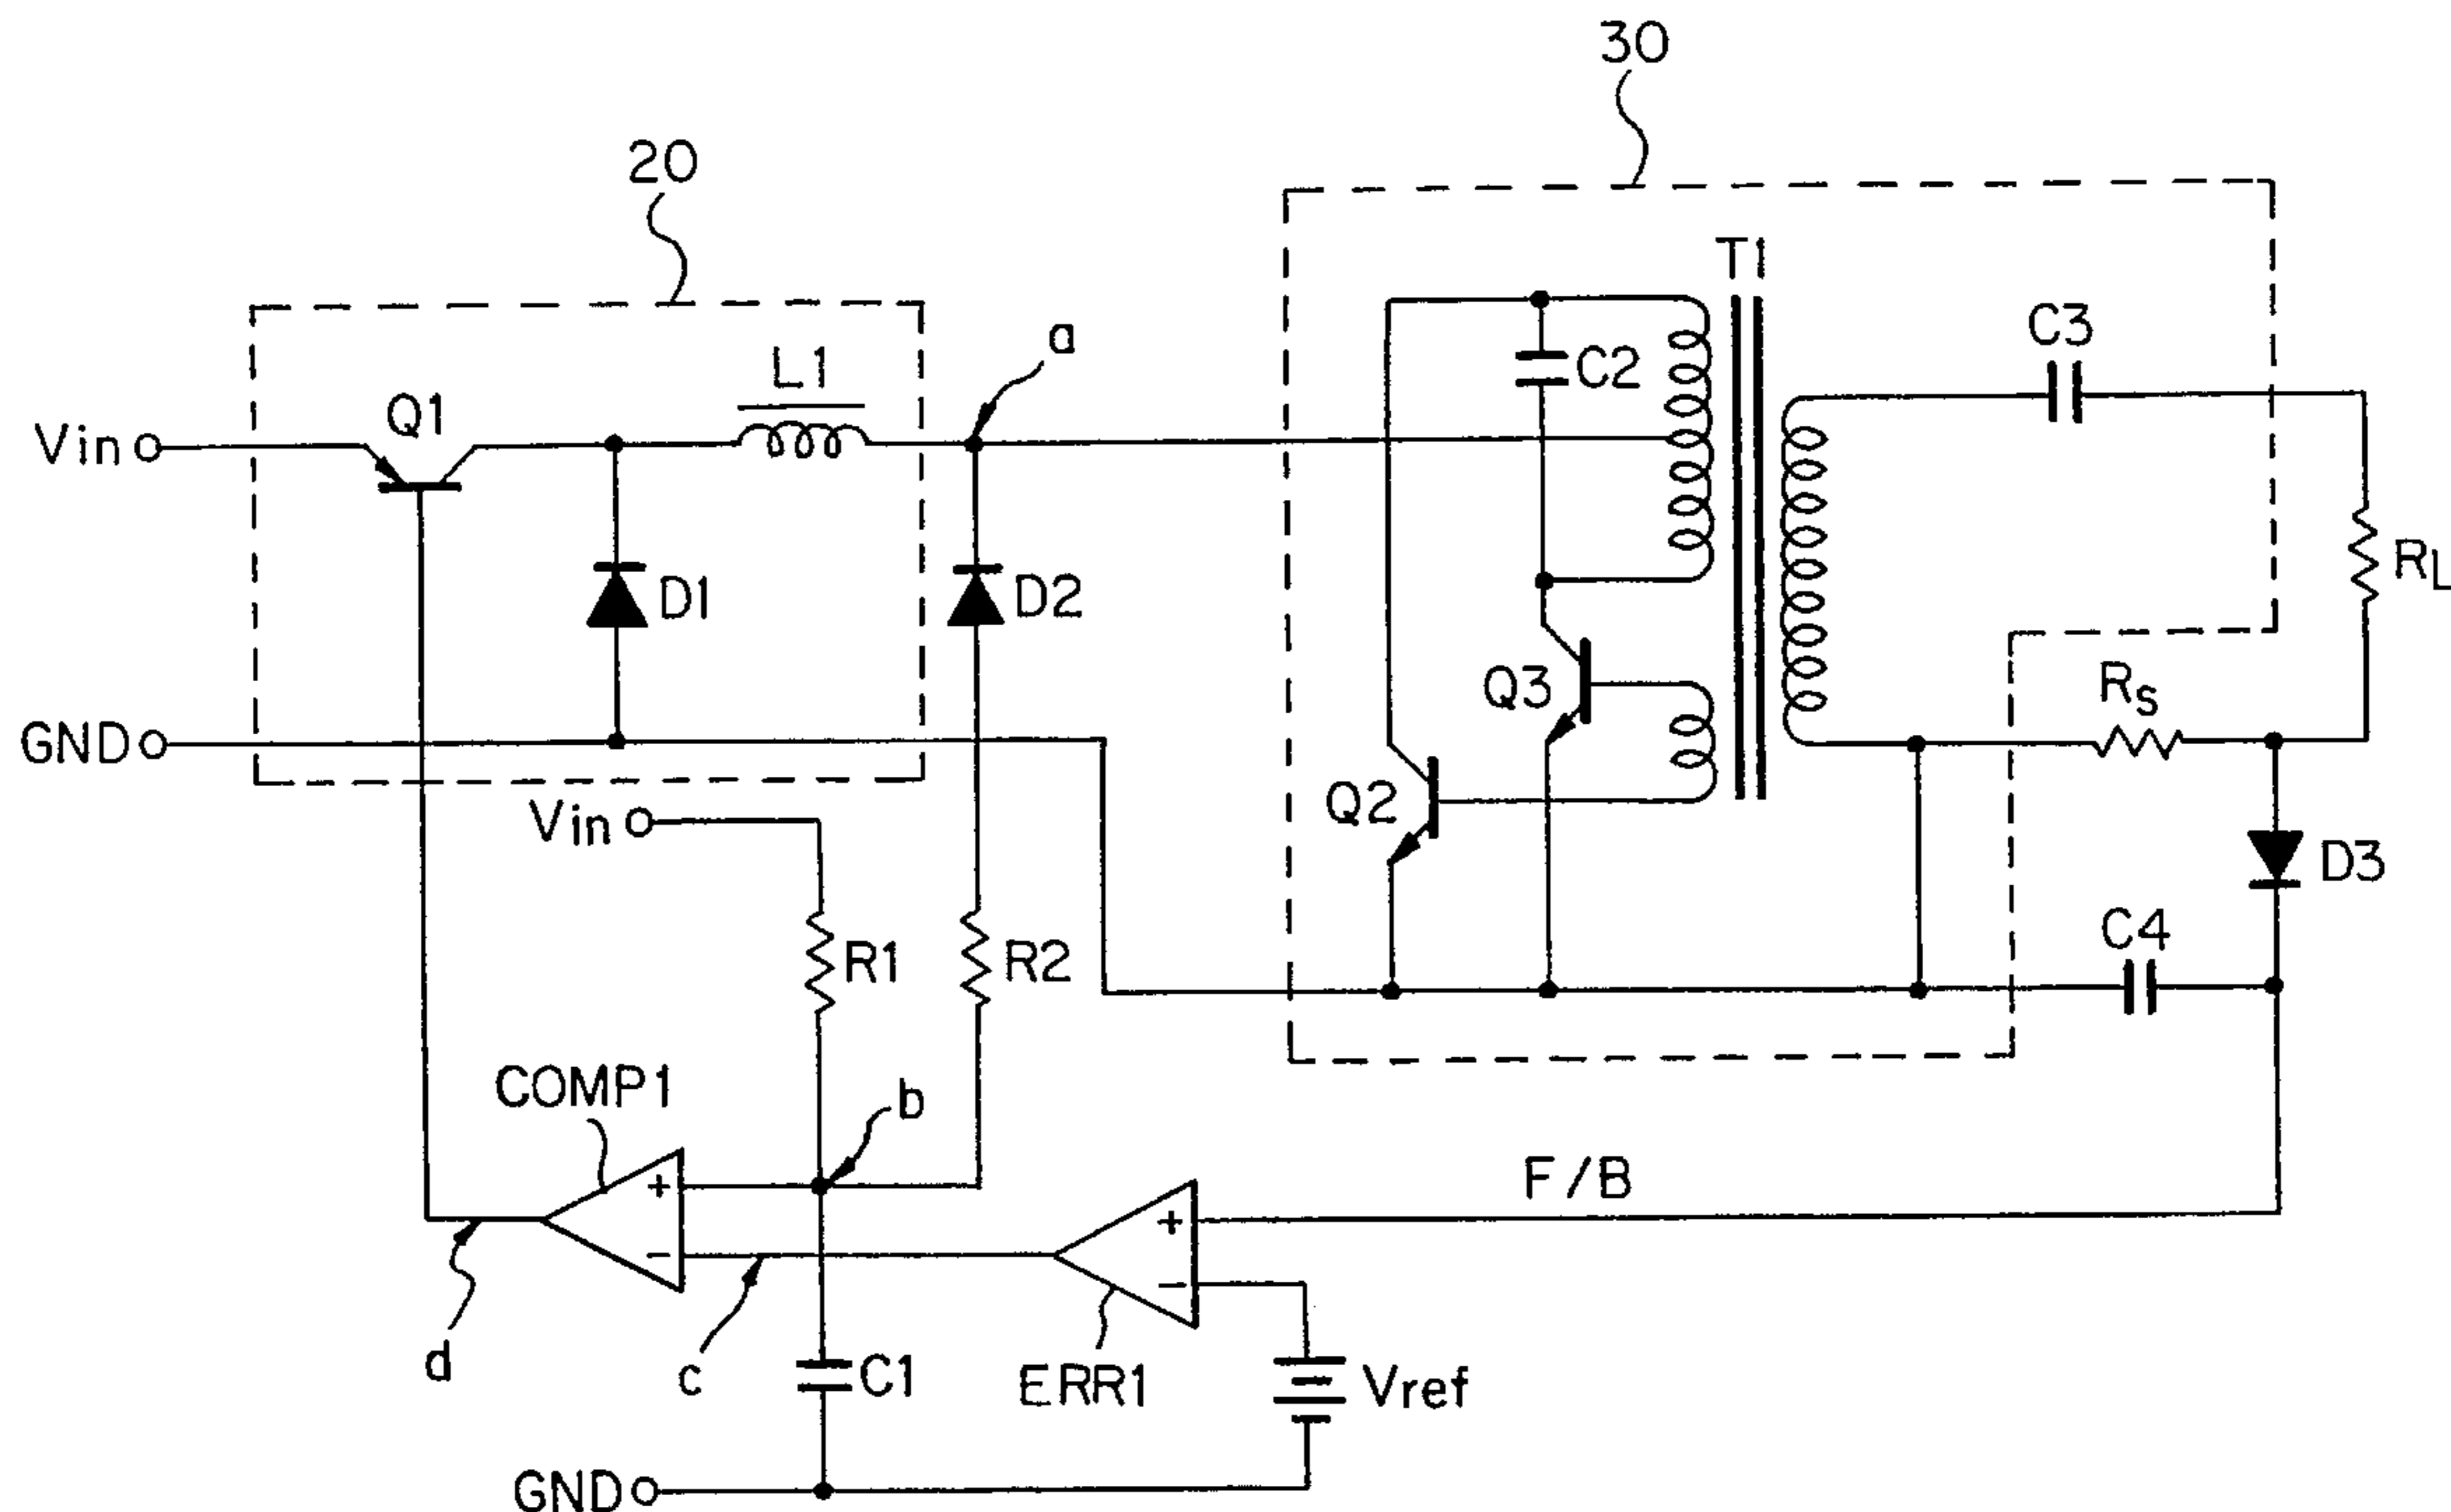 30
20
T1
a
C3
L1
C2
Q1
Vin
RL
D1
D2
Q3
Rs
GND
Q2
Vin
D3
C4
R1
R2
COMP1
b
F/B
+
+
−
−
d
c
C1
ERR1
Vref
GND